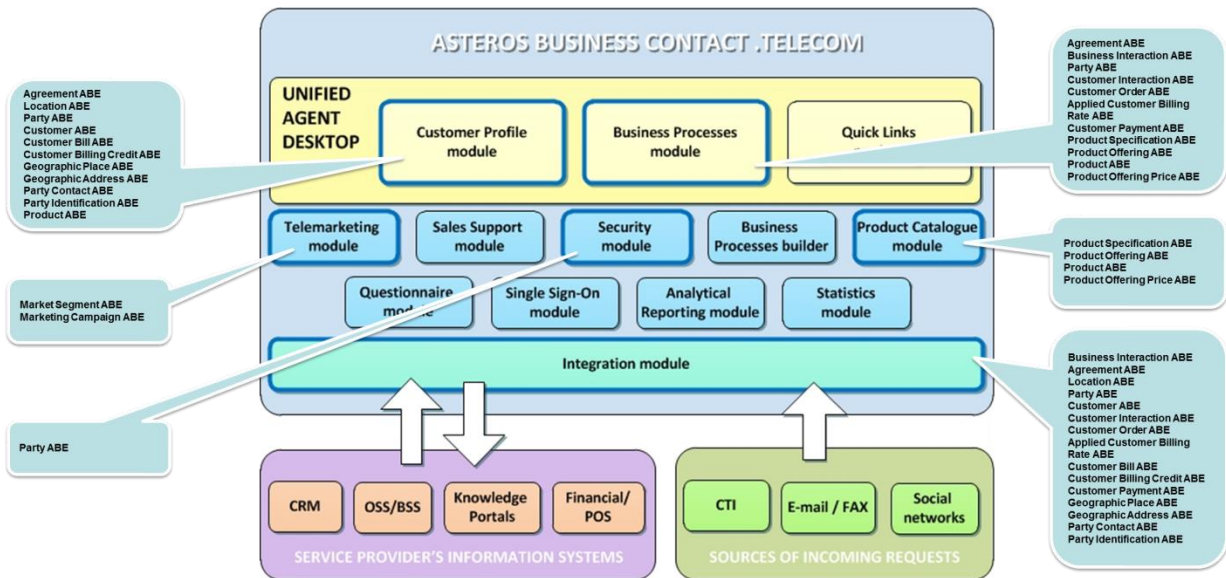 ASTEROS BUSINESS CONTACT .TELECOM
Agreement ABE
Location ABE
Party ABE
Customer ABE
Customer Bill ABE
Customer Billing Credit ABE
Geographic Place ABE
Geographic Address ABE
Party Contact ABE
Party Identification ABE
Product ABE
UNIFIED
AGENT
DESKTOP
Customer Profile
module
Business Processes
module
Quick Links
Agreement ABE
Business Interaction ABE
Party ABE
Customer Interaction ABE
Customer Order ABE
Applied Customer Billing
Rate ABE
Customer Payment ABE
Product Specification ABE
Product Offering ABE
Product ABE
Product Offering Price ABE
Telemarketing
module
Sales Support
module
Security
module
Business
Processes builder
Product Catalogue
module
Product Specification ABE
Product Offering ABE
Product ABE
Product Offering Price ABE
Market Segment ABE
Marketing Campaign ABE
Questionnaire
module
Single Sign-On
module
Analytical
Reporting module
Statistics
module
Integration module
Business Interaction ABE
Agreement ABE
Location ABE
Party ABE
Customer ABE
Customer Interaction ABE
Customer Order ABE
Applied Customer Billing
Rate ABE
Customer Bill ABE
Customer Billing Credit ABE
Customer Payment ABE
Geographic Place ABE
Geographic Address ABE
Party Contact ABE
Party Identification ABE
Party ABE
CRM
OSS/BSS
Knowledge
Portals
Financial/
POS
SERVICE PROVIDER'S INFORMATION SYSTEMS
CTI
E-mail / FAX
Social
networks
SOURCES OF INCOMING REQUESTS